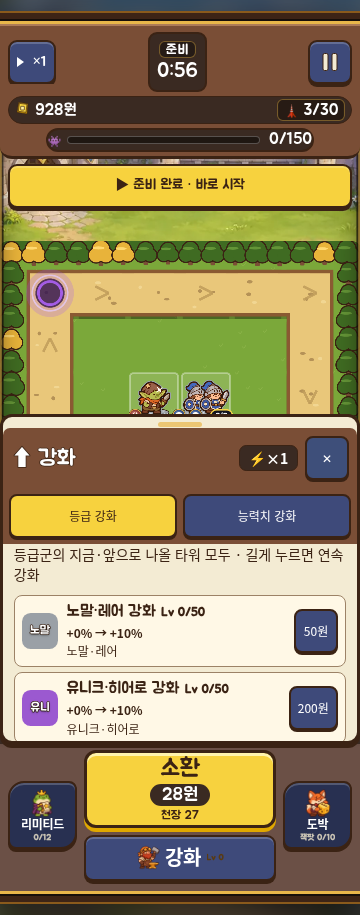 ×1
준비
0:56
928원
3/30
0/150
▶ 준비 완료 · 바로 시작
강화
⚡×1
×
등급 강화
능력치 강화
등급군의 지금·앞으로 나올 타워 모두 · 길게 누르면 연속
강화
노말
노말·레어 강화 Lv 0/50
+0% → +10%
노말·레어
50원
유니
유니크·히어로 강화 Lv 0/50
+0% → +10%
유니크·히어로
200원
리미티드
0/12
소환
28원
천장 27
도박
잭팟 0/10
강화